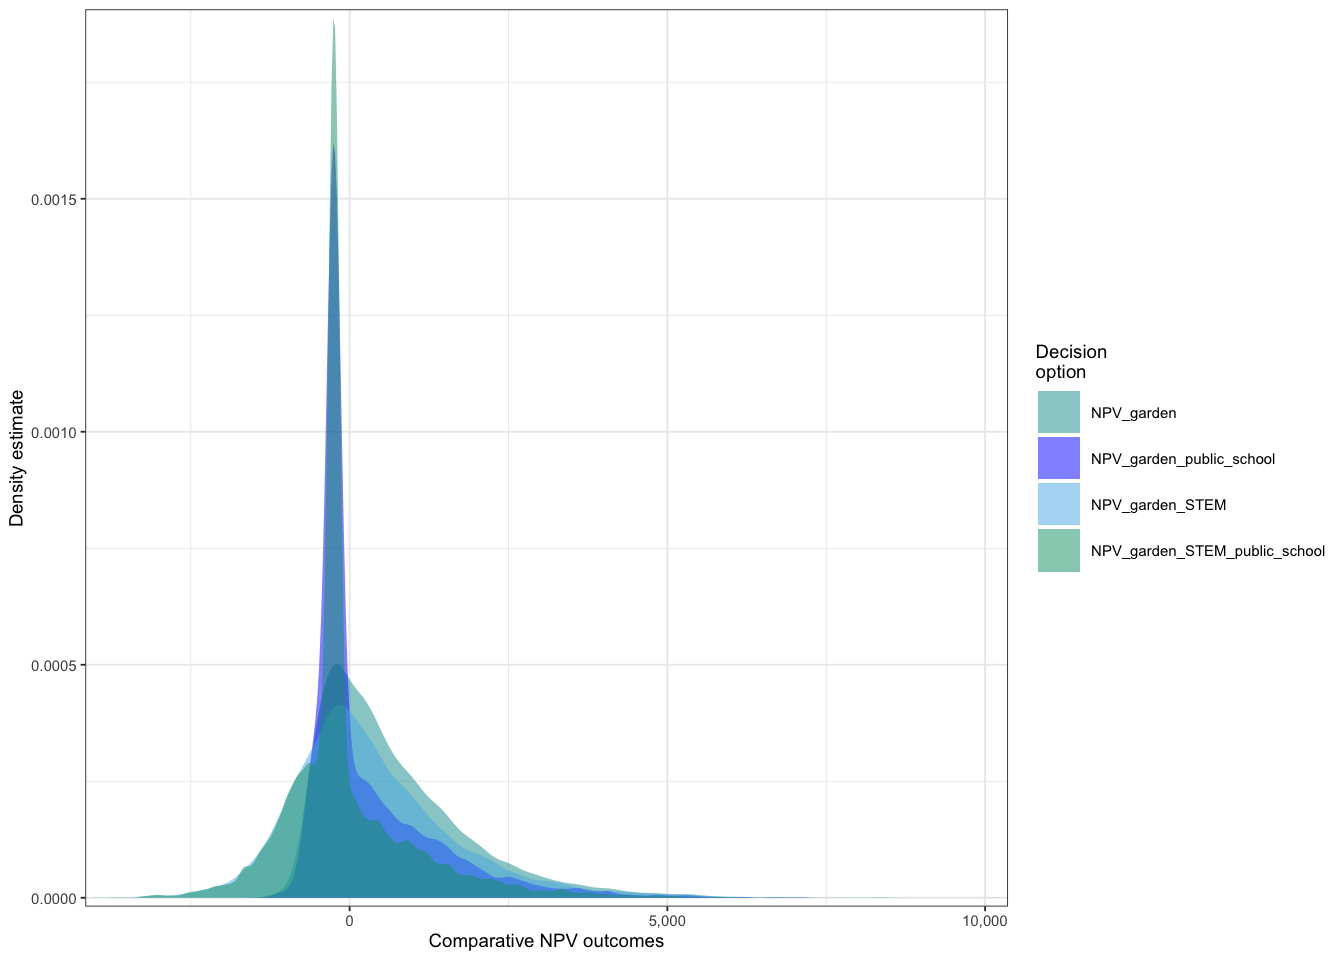 0.0015
0.0010
0.0005
0.0000
Density estimate
0
5,000
10,000
Comparative NPV outcomes
Decision
option
NPV_garden
NPV_garden_public_school
NPV_garden_STEM
NPV_garden_STEM_public_school